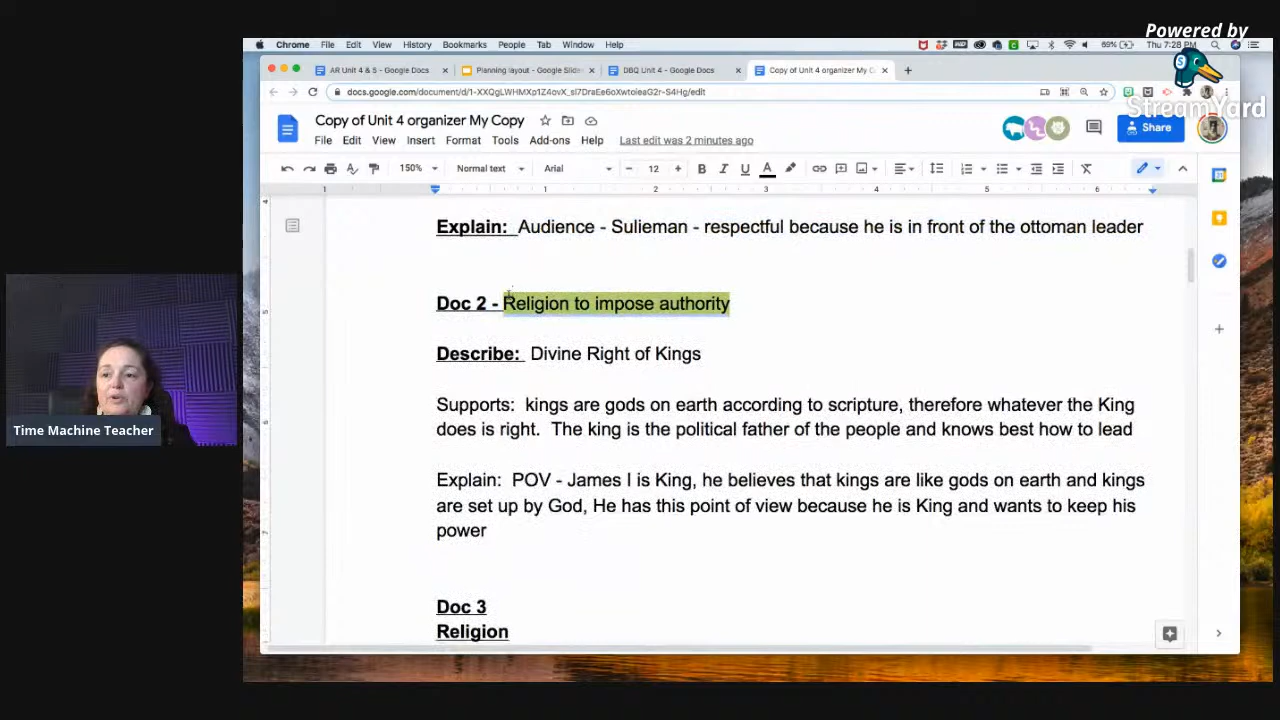 Powered by
StreamYard
Chrome File Edit View History Bookmarks People Tab Window Help
69%
Thu 7:28 PM
AR Unit 4 & 5 - Google Docs
Planning layout - Google Slide
DBQ Unit 4 - Google Docs
Copy of Unit 4 organizer My C
Copy of Unit 4 organizer My Copy
File Edit View Insert Format Tools Add-ons Help Last edit was 2 minutes ago
Share
150% Normal text Arial 12 B I U A
1 1 2 3 4 5 6
Explain: Audience - Sulieman - respectful because he is in front of the ottoman leader
Doc 2 - Religion to impose authority
Describe: Divine Right of Kings
Supports: kings are gods on earth according to scripture, therefore whatever the King
does is right. The king is the political father of the people and knows best how to lead
Explain: POV - James I is King, he believes that kings are like gods on earth and kings
are set up by God, He has this point of view because he is King and wants to keep his
power
Doc 3
Religion
Time Machine Teacher